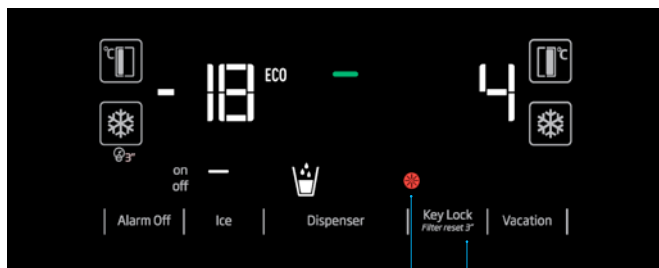 °C
°C
-18
ECO
4
3"
on
off
Alarm Off
Ice
Dispenser
Key Lock
Filter reset 3"
Vacation